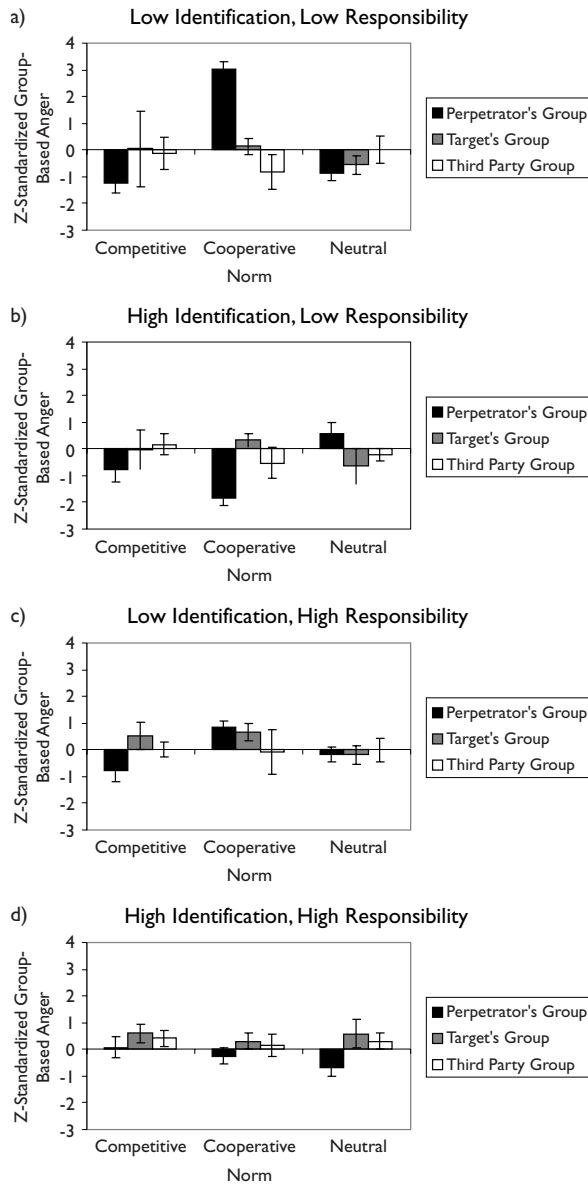 a)
Low Identification, Low Responsibility
Z-Standardized Group-
Based Anger
4
3
2
1
0
-1
-2
-3
Competitive
Cooperative
Neutral
Norm
Perpetrator's Group
Target's Group
Third Party Group
b)
High Identification, Low Responsibility
Z-Standardized Group-
Based Anger
4
3
2
1
0
-1
-2
-3
Competitive
Cooperative
Neutral
Norm
Perpetrator's Group
Target's Group
Third Party Group
c)
Low Identification, High Responsibility
Z-Standardized Group-
Based Anger
4
3
2
1
0
-1
-2
-3
Competitive
Cooperative
Neutral
Norm
Perpetrator's Group
Target's Group
Third Party Group
d)
High Identification, High Responsibility
Z-Standardized Group-
Based Anger
4
3
2
1
0
-1
-2
-3
Competitive
Cooperative
Neutral
Norm
Perpetrator's Group
Target's Group
Third Party Group